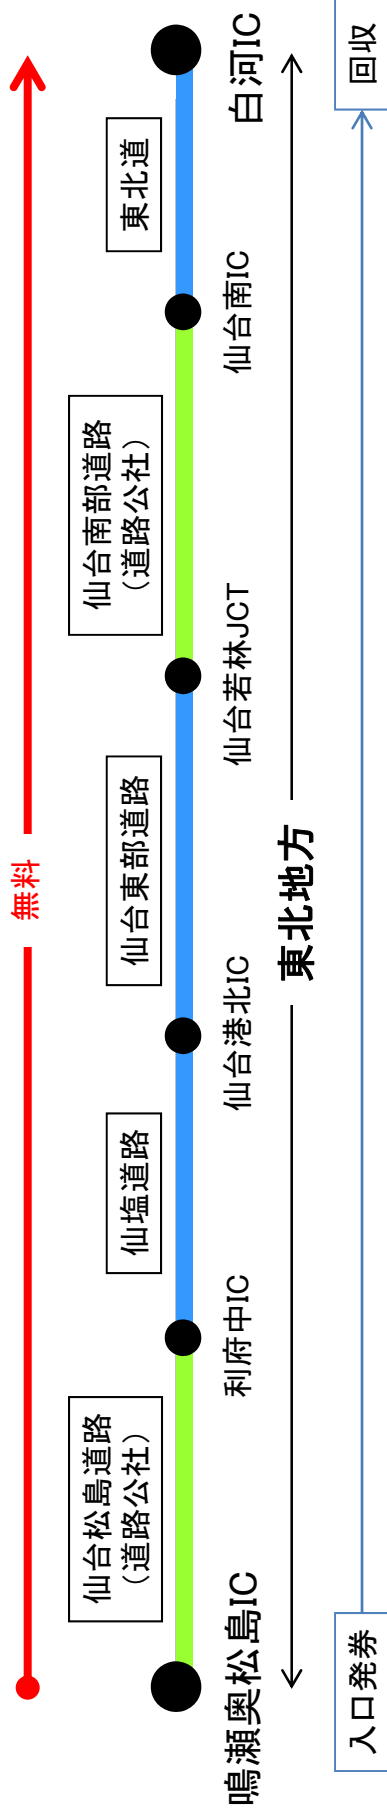 無料
仙台松島道路
（道路公社）
仙塩道路
仙台東部道路
仙台南部道路
（道路公社）
東北道
鳴瀬奥松島IC
利府中IC
仙台港北IC
仙台若林JCT
仙台南IC
白河IC
東北地方
入口発券
回収